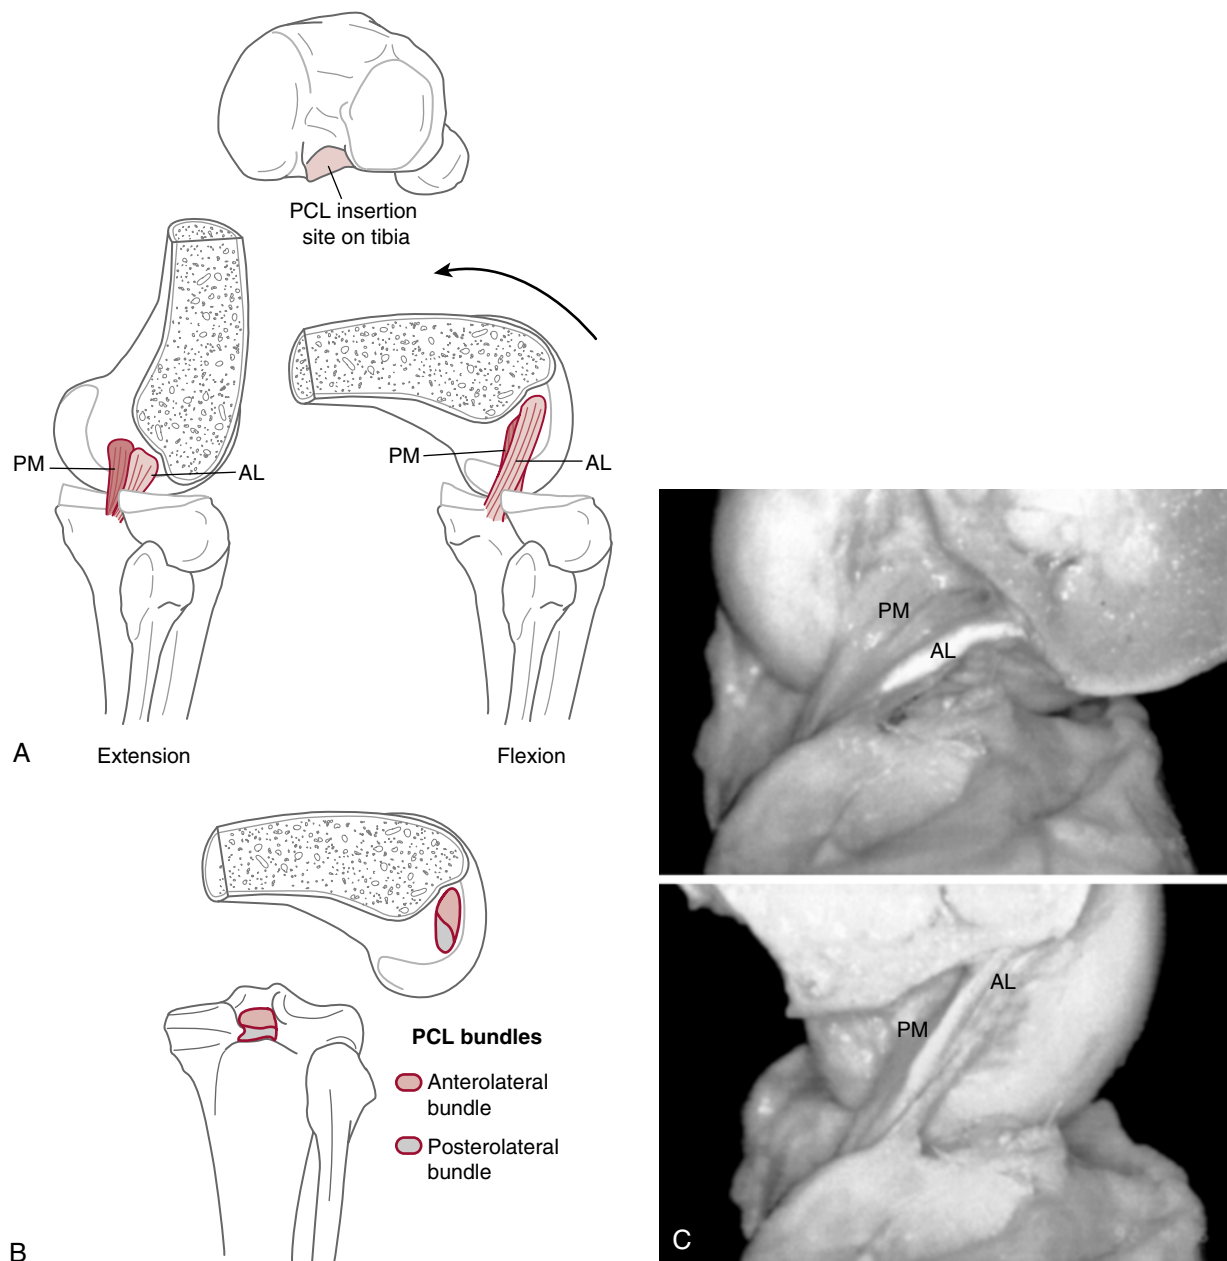 PCL insertion
site on tibia
PM
AL
PM
AL
A
Extension
Flexion
PCL bundles
Anterolateral
bundle
Posterolateral
bundle
B
PM
AL
AL
PM
C